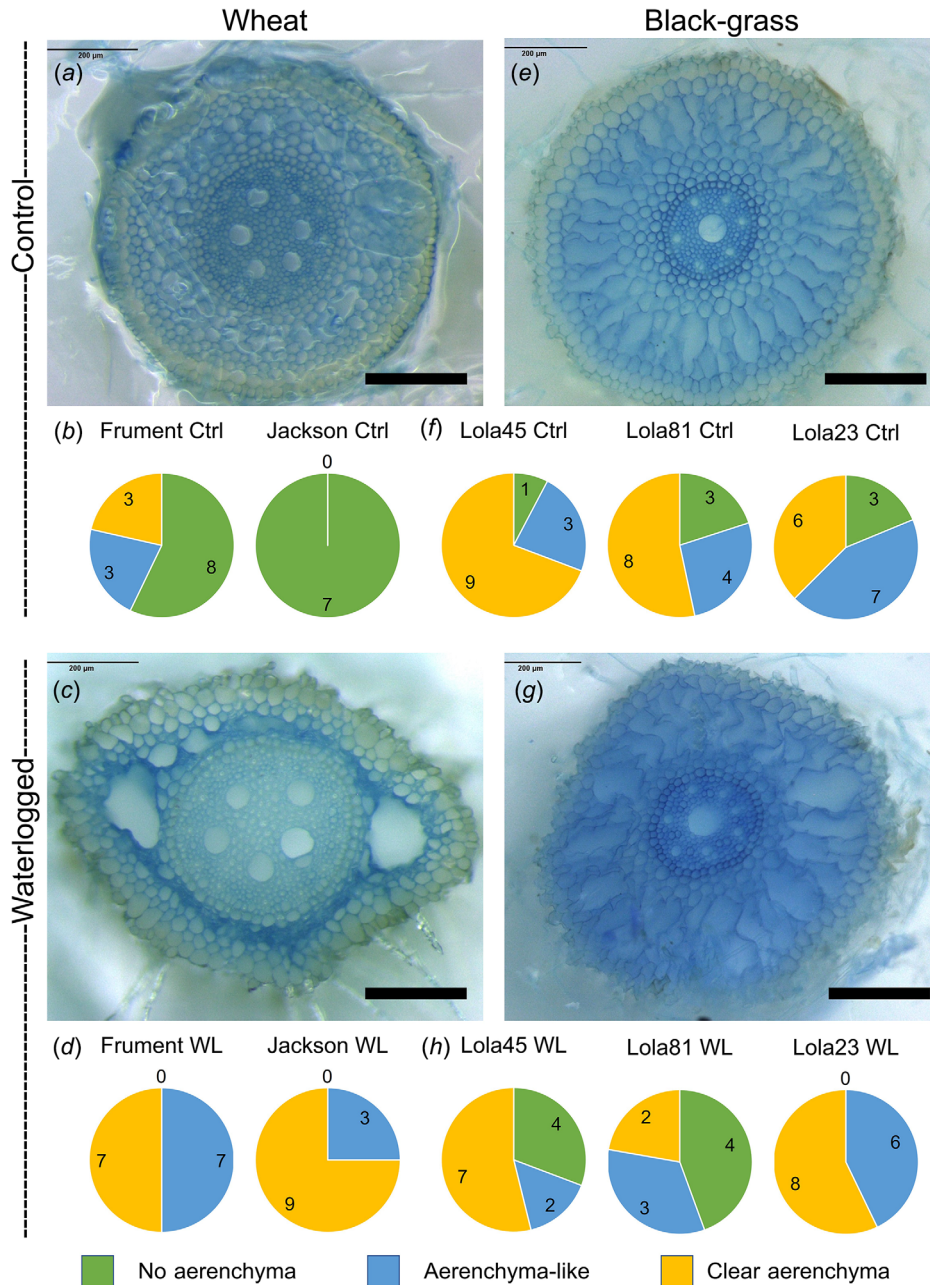 Wheat Black-grass
200 µm
(a)
(e)
Control
(b) Frument Ctrl Jackson Ctrl (f) Lola45 Ctrl Lola81 Ctrl Lola23 Ctrl
3 3 8
0 7
1 3 9
3 4 8
3 7 6
200 µm
200 µm
(c)
(g)
Waterlogged
(d) Frument WL Jackson WL (h) Lola45 WL Lola81 WL Lola23 WL
0 7 7
0 3 9
4 2 7
2 4 3
0 6 8
No aerenchyma Aerenchyma-like Clear aerenchyma
200 µm